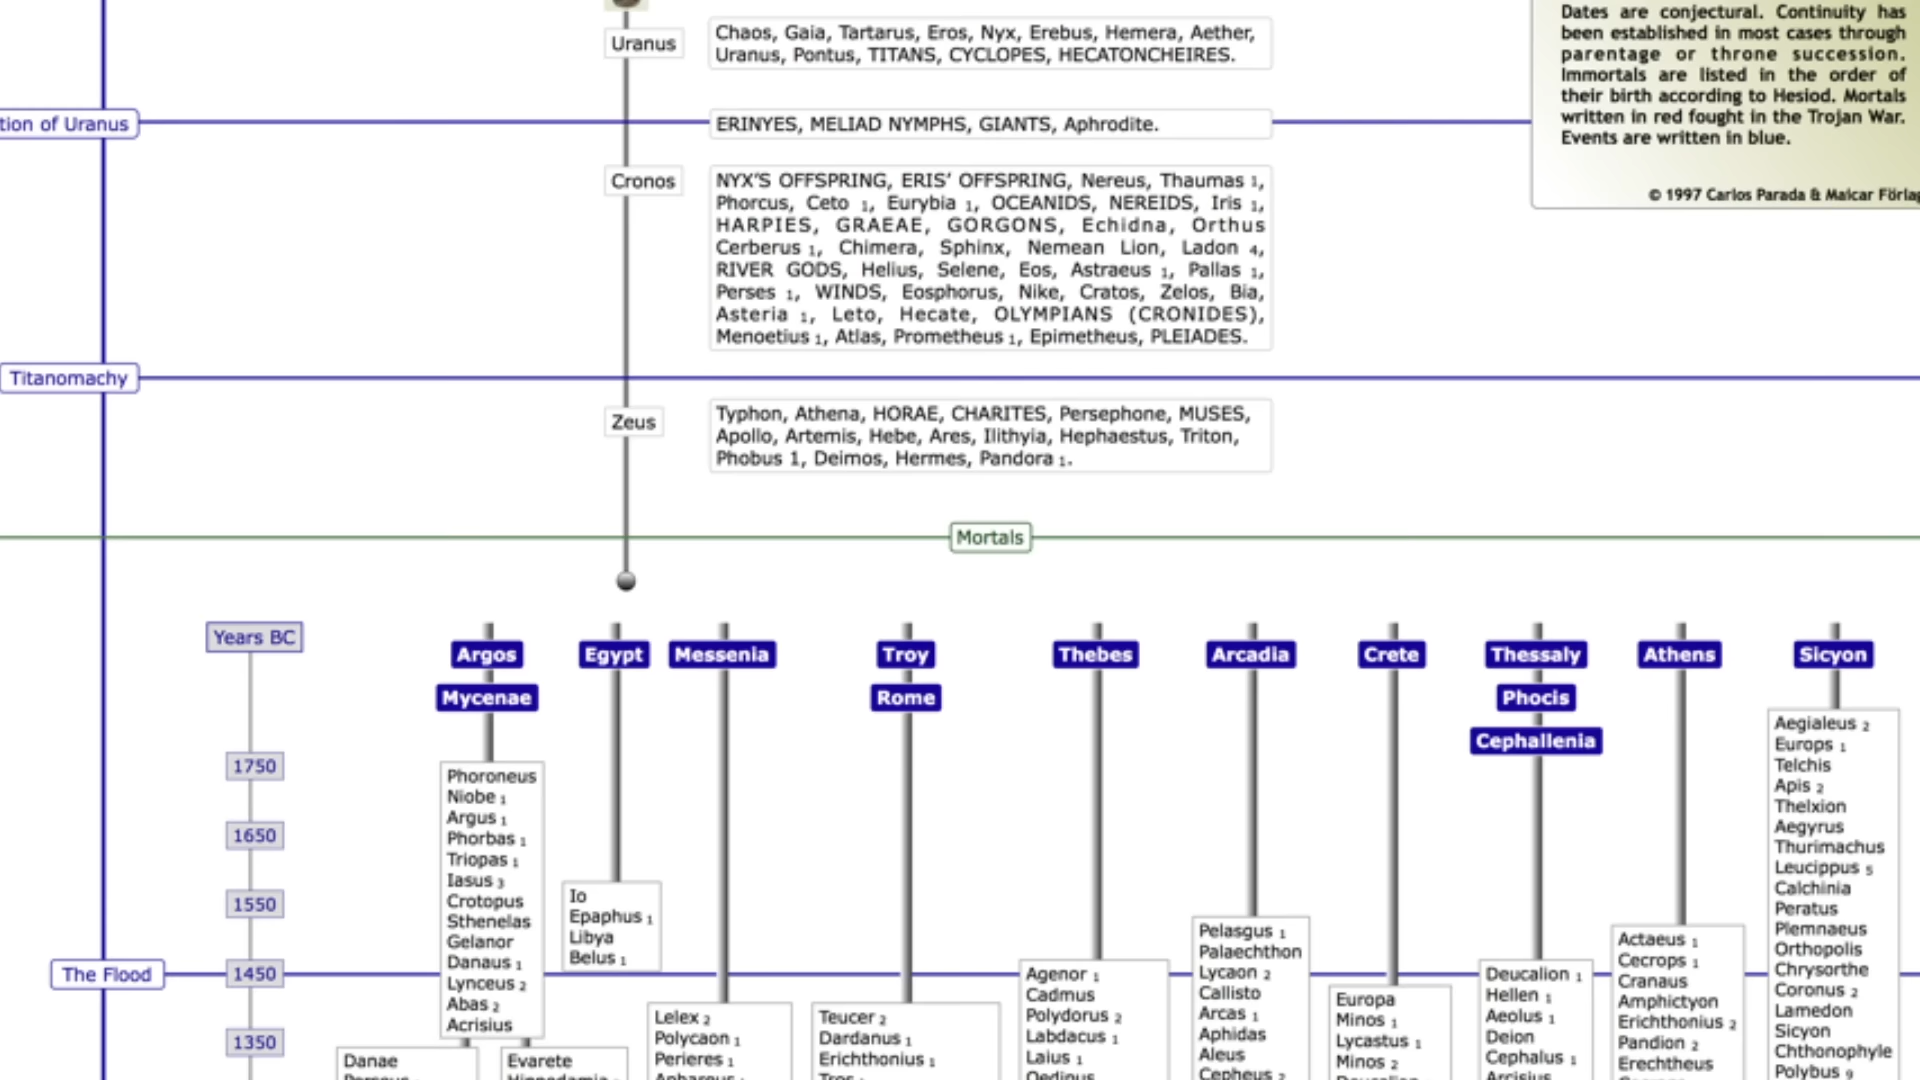 Dates are conjectural. Continuity has
been established in most cases through
parentage or throne succession.
Immortals are listed in the order of
their birth according to Hesiod. Mortals
written in red fought in the Trojan War.
Events are written in blue.
© 1997 Carlos Parada & Maicar Förlag
Uranus
Chaos, Gaia, Tartarus, Eros, Nyx, Erebus, Hemera, Aether,
Uranus, Pontus, TITANS, CYCLOPES, HECATONCHEIRES.
tion of Uranus
ERINYES, MELIAD NYMPHS, GIANTS, Aphrodite.
Cronos
NYX'S OFFSPRING, ERIS' OFFSPRING, Nereus, Thaumas 1,
Phorcus, Ceto 1, Eurybia 1, OCEANIDS, NEREIDS, Iris 1,
HARPIES, GRAEAE, GORGONS, Echidna, Orthus
Cerberus 1, Chimera, Sphinx, Nemean Lion, Ladon 4,
RIVER GODS, Helius, Selene, Eos, Astraeus 1, Pallas 1,
Perses 1, WINDS, Eosphorus, Nike, Cratos, Zelos, Bia,
Asteria 1, Leto, Hecate, OLYMPIANS (CRONIDES),
Menoetius 1, Atlas, Prometheus 1, Epimetheus, PLEIADES.
Titanomachy
Zeus
Typhon, Athena, HORAE, CHARITES, Persephone, MUSES,
Apollo, Artemis, Hebe, Ares, Ilithyia, Hephaestus, Triton,
Phobus 1, Deimos, Hermes, Pandora 1.
Mortals
Years BC
1750
1650
1550
The Flood
1450
1350
Argos
Mycenae
Phoroneus
Niobe 1
Argus 1
Phorbas 1
Triopas 1
Iasus 3
Crotopus
Sthenelas
Gelanor
Danaus 1
Lynceus 2
Abas 2
Acrisius
Danae
Evarete
Egypt
Io
Epaphus 1
Libya
Belus 1
Messenia
Lelex 2
Polycaon 1
Perieres 1
Troy
Rome
Teucer 2
Dardanus 1
Erichthonius 1
Thebes
Agenor 1
Cadmus
Polydorus 2
Labdacus 1
Laius 1
Oedipus
Arcadia
Pelasgus 1
Palaechthon
Lycaon 2
Callisto
Arcas 1
Aphidas
Aleus
Cepheus 2
Crete
Europa
Minos 1
Lycastus 1
Minos 2
Thessaly
Phocis
Cephallenia
Deucalion 1
Hellen 1
Aeolus 1
Deion
Cephalus 1
Arcisius
Athens
Actaeus 1
Cecrops 1
Cranaus
Amphictyon
Erichthonius 2
Pandion 2
Erechtheus
Sicyon
Aegialeus 2
Europs 1
Telchis
Apis 2
Thelxion
Aegyrus
Thurimachus
Leucippus 5
Calchinia
Peratus
Plemnaeus
Orthopolis
Chrysorthe
Coronus 2
Lamedon
Sicyon
Chthonophyle
Polybus 9